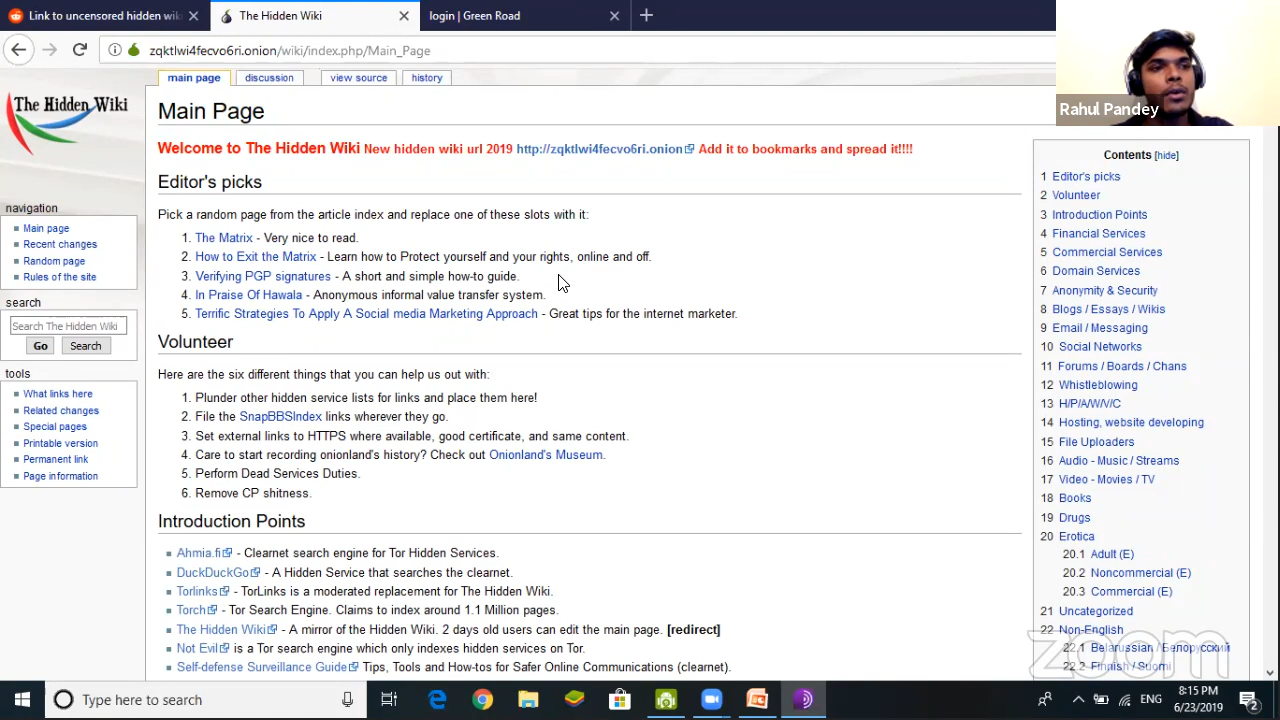 Link to uncensored hidden wik
The Hidden Wiki
login | Green Road
zqktlwi4fecvo6ri.onion/wiki/index.php/Main_Page
Rahul Pandey
The Hidden Wiki
main page
discussion
view source
history
Main Page
Welcome to The Hidden Wiki New hidden wiki url 2019 http://zqktlwi4fecvo6ri.onion Add it to bookmarks and spread it!!!!
Editor's picks
Pick a random page from the article index and replace one of these slots with it:
1. The Matrix - Very nice to read.
2. How to Exit the Matrix - Learn how to Protect yourself and your rights, online and off.
3. Verifying PGP signatures - A short and simple how-to guide.
4. In Praise Of Hawala - Anonymous informal value transfer system.
5. Terrific Strategies To Apply A Social media Marketing Approach - Great tips for the internet marketer.
Volunteer
Here are the six different things that you can help us out with:
1. Plunder other hidden service lists for links and place them here!
2. File the SnapBBSIndex links wherever they go.
3. Set external links to HTTPS where available, good certificate, and same content.
4. Care to start recording onionland's history? Check out Onionland's Museum.
5. Perform Dead Services Duties.
6. Remove CP shitness.
Introduction Points
Ahmia.fi - Clearnet search engine for Tor Hidden Services.
DuckDuckGo - A Hidden Service that searches the clearnet.
Torlinks - TorLinks is a moderated replacement for The Hidden Wiki.
Torch - Tor Search Engine. Claims to index around 1.1 Million pages.
The Hidden Wiki - A mirror of the Hidden Wiki. 2 days old users can edit the main page. [redirect]
Not Evil is a Tor search engine which only indexes hidden services on Tor.
Self-defense Surveillance Guide Tips, Tools and How-tos for Safer Online Communications (clearnet).
navigation
Main page
Recent changes
Random page
Rules of the site
search
Search The Hidden Wiki
Go
Search
tools
What links here
Related changes
Special pages
Printable version
Permanent link
Page information
Contents [hide]
1 Editor's picks
2 Volunteer
3 Introduction Points
4 Financial Services
5 Commercial Services
6 Domain Services
7 Anonymity & Security
8 Blogs / Essays / Wikis
9 Email / Messaging
10 Social Networks
11 Forums / Boards / Chans
12 Whistleblowing
13 H/P/A/W/V/C
14 Hosting, website developing
15 File Uploaders
16 Audio - Music / Streams
17 Video - Movies / TV
18 Books
19 Drugs
20 Erotica
20.1 Adult (E)
20.2 Noncommercial (E)
20.3 Commercial (E)
21 Uncategorized
22 Non-English
22.1 Belarussian / Белорусский
22.2 Finnish / Suomi
zoom
Type here to search
ENG
8:15 PM
6/23/2019
2